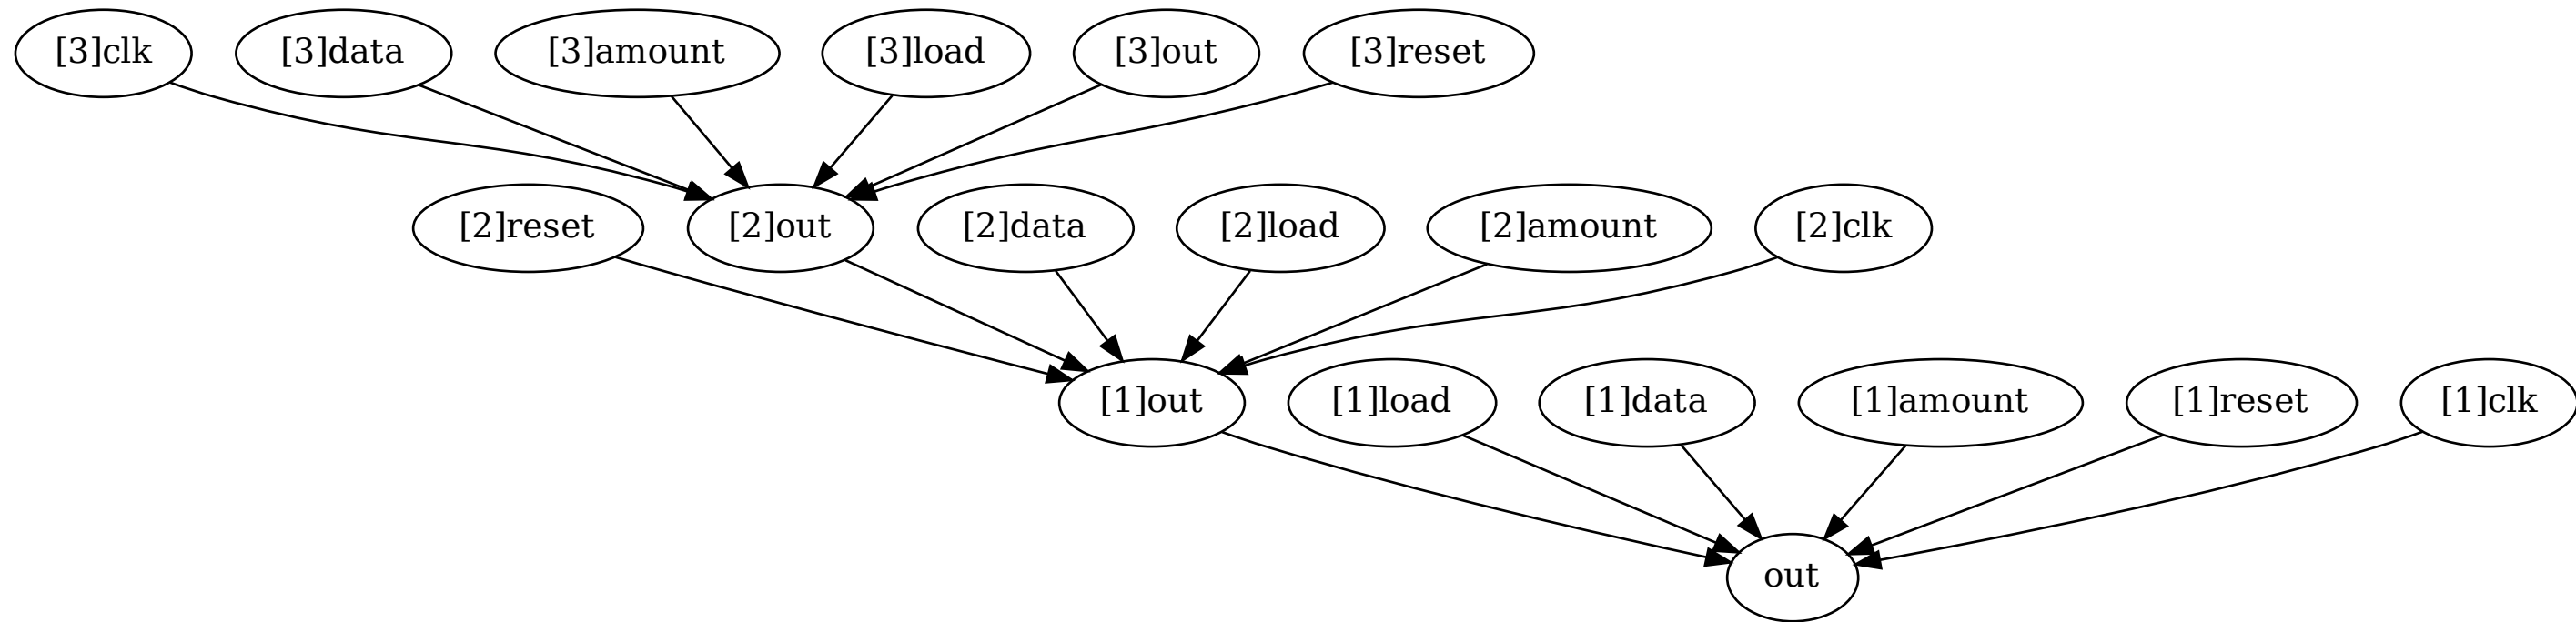 [3]clk [3]data [3]amount [3]load [3]out [3]reset
[2]reset [2]out [2]data [2]load [2]amount [2]clk
[1]out [1]load [1]data [1]amount [1]reset [1]clk
out